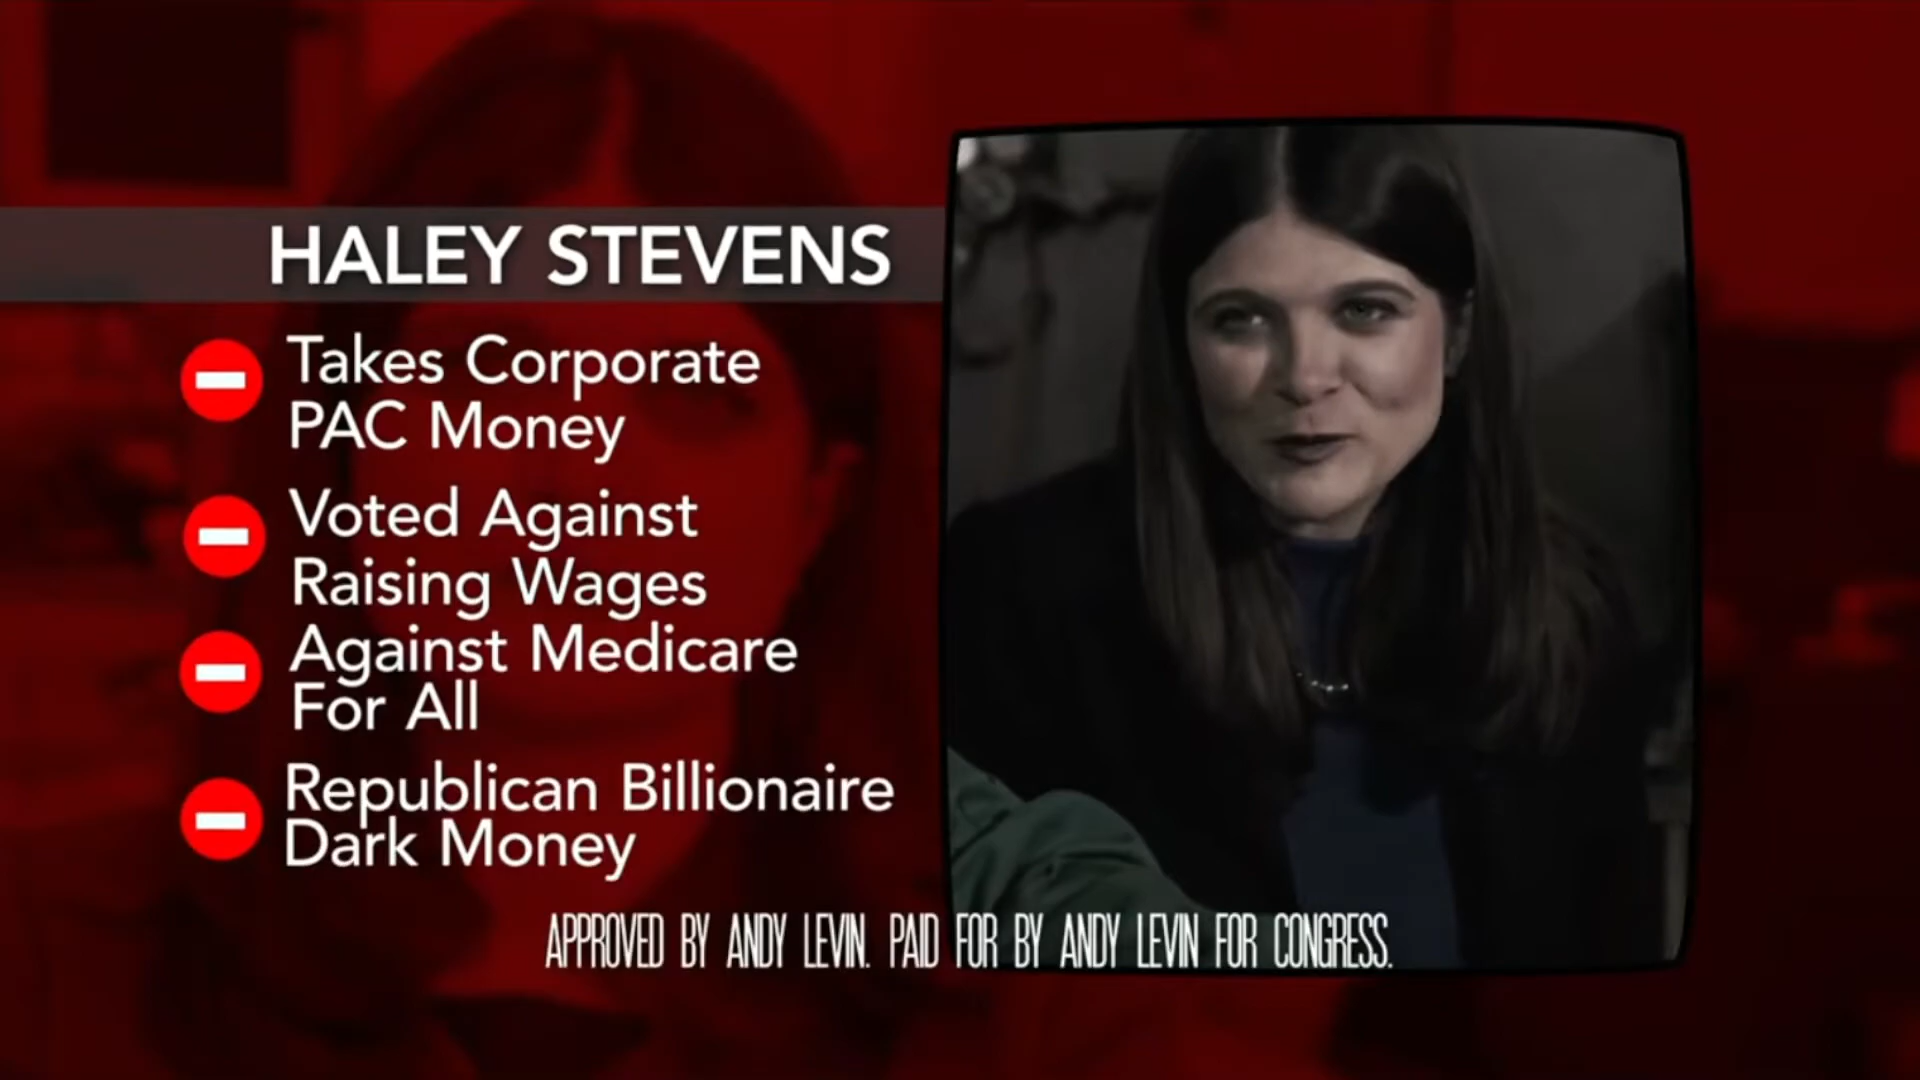 HALEY STEVENS
Takes Corporate
PAC Money
Voted Against
Raising Wages
Against Medicare
For All
Republican Billionaire
Dark Money
APPROVED BY ANDY LEVIN. PAID FOR BY ANDY LEVIN FOR CONGRESS.